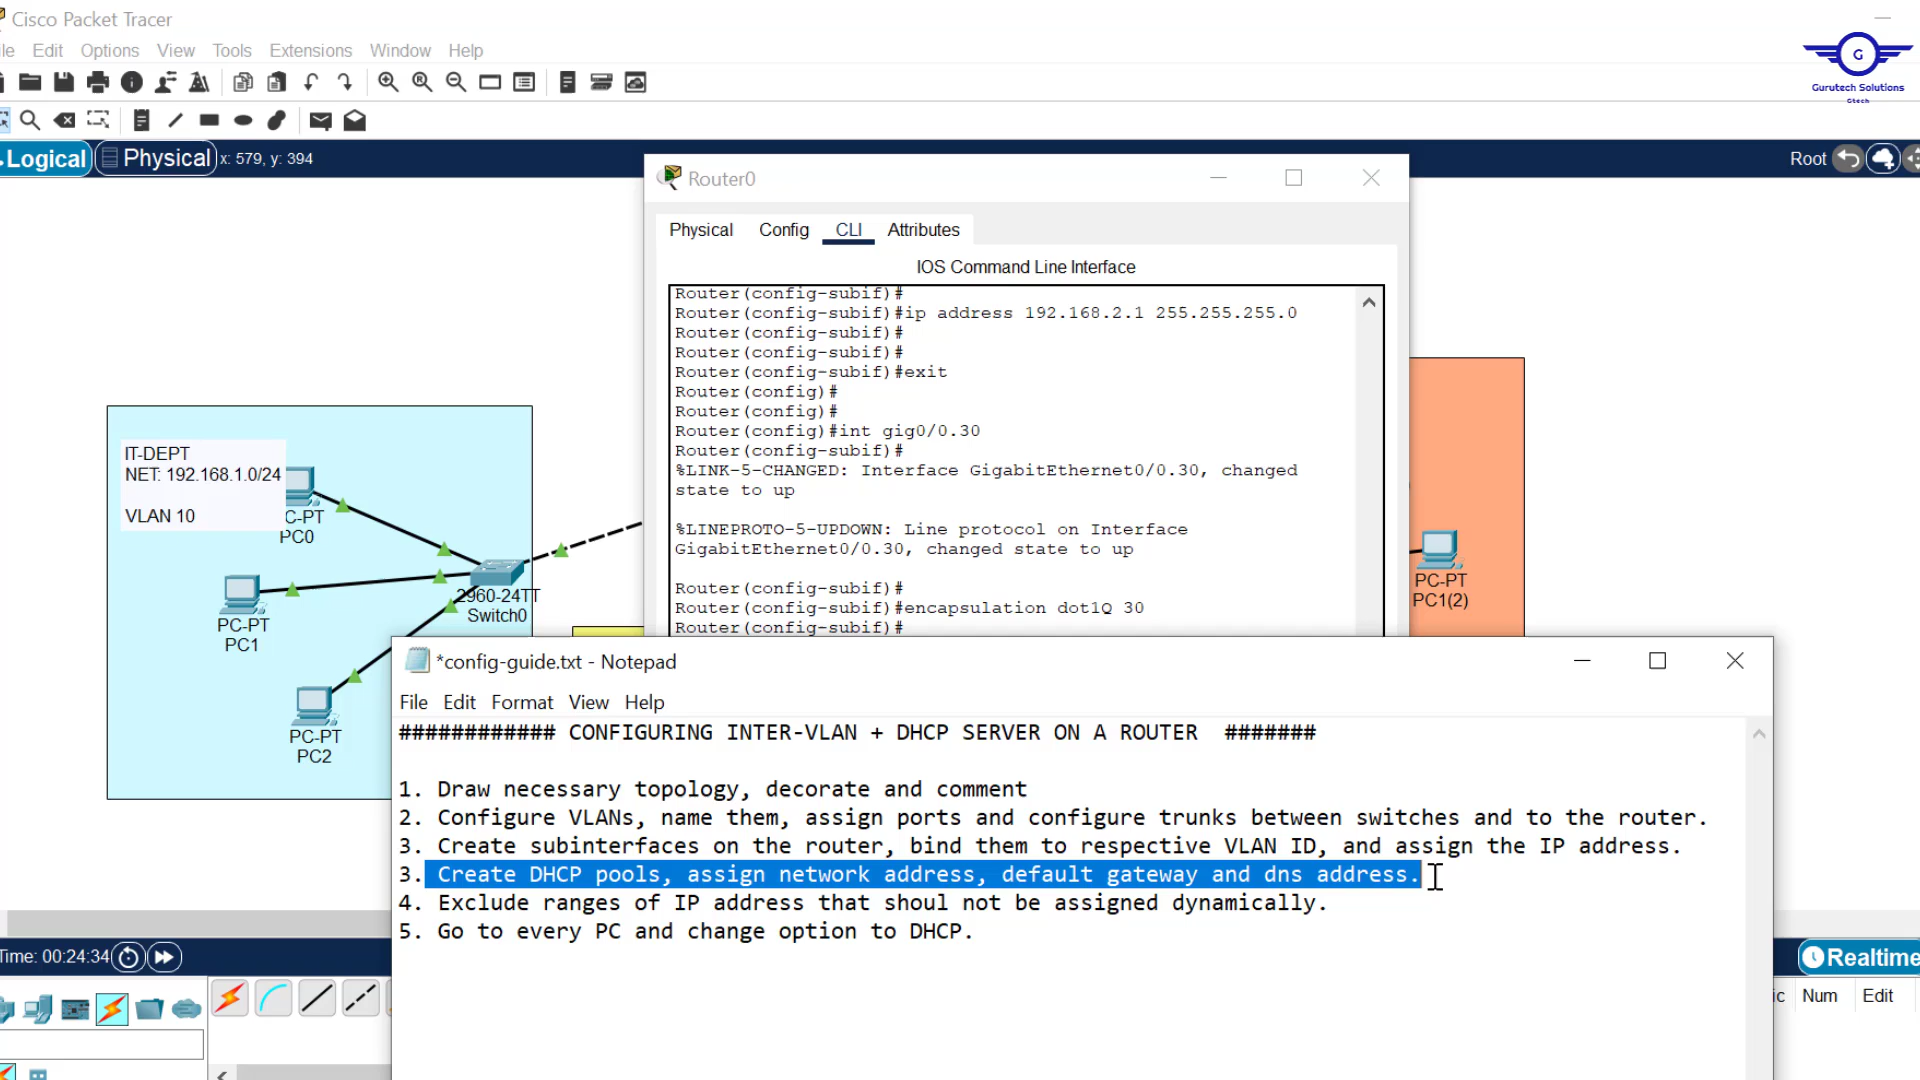 Cisco Packet Tracer
ile Edit Options View Tools Extensions Window Help
G
Gurutech Solutions
Gtech
Logical Physical x: 579, y: 394
Root
Router0
Physical Config CLI Attributes
IOS Command Line Interface
Router(config-subif)#
Router(config-subif)#ip address 192.168.2.1 255.255.255.0
Router(config-subif)#
Router(config-subif)#
Router(config-subif)#exit
Router(config)#
Router(config)#
Router(config)#int gig0/0.30
Router(config-subif)#
%LINK-5-CHANGED: Interface GigabitEthernet0/0.30, changed
state to up
%LINEPROTO-5-UPDOWN: Line protocol on Interface
GigabitEthernet0/0.30, changed state to up
Router(config-subif)#
Router(config-subif)#encapsulation dot1Q 30
Router(config-subif)#
IT-DEPT
NET: 192.168.1.0/24
VLAN 10
C-PT
PC0
PC-PT
PC1
2960-24TT
Switch0
PC-PT
PC2
PC-PT
PC1(2)
*config-guide.txt - Notepad
File Edit Format View Help
############ CONFIGURING INTER-VLAN + DHCP SERVER ON A ROUTER #######
1. Draw necessary topology, decorate and comment
2. Configure VLANs, name them, assign ports and configure trunks between switches and to the router.
3. Create subinterfaces on the router, bind them to respective VLAN ID, and assign the IP address.
3. Create DHCP pools, assign network address, default gateway and dns address.
4. Exclude ranges of IP address that shoul not be assigned dynamically.
5. Go to every PC and change option to DHCP.
Time: 00:24:34
Realtime
ic Num Edit